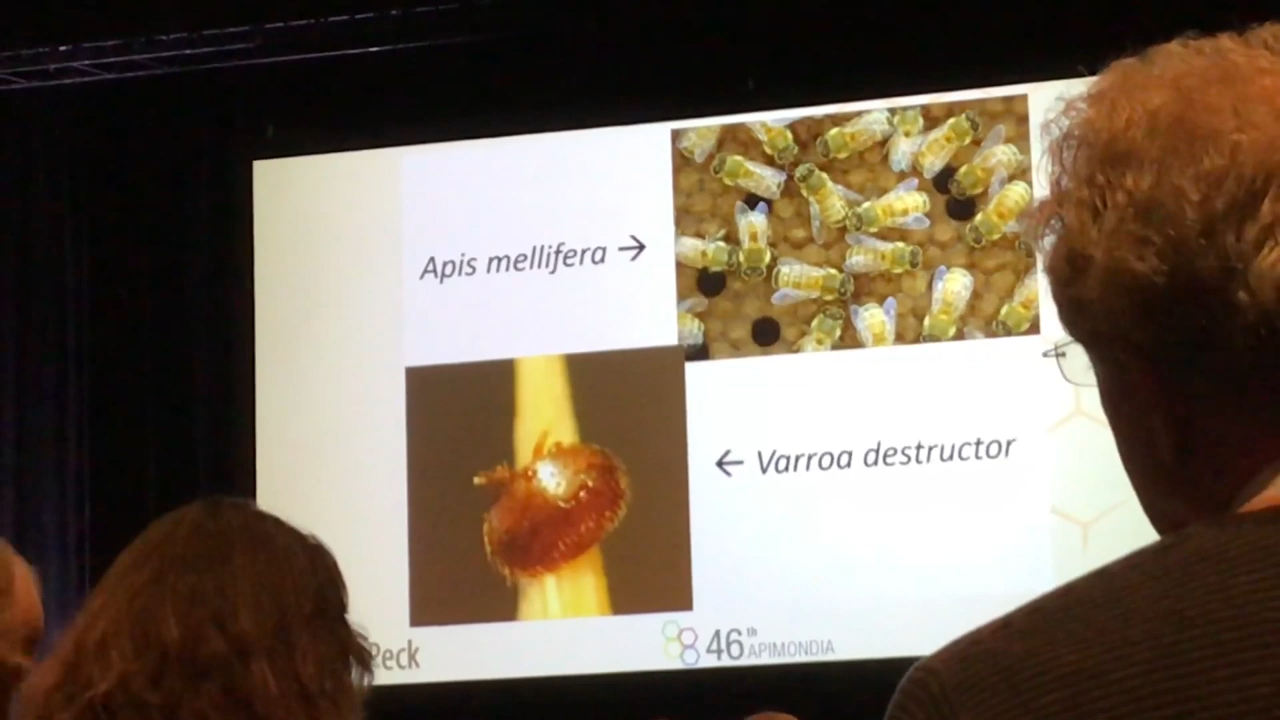 Apis mellifera →
← Varroa destructor
Peck
46th APIMONDIA